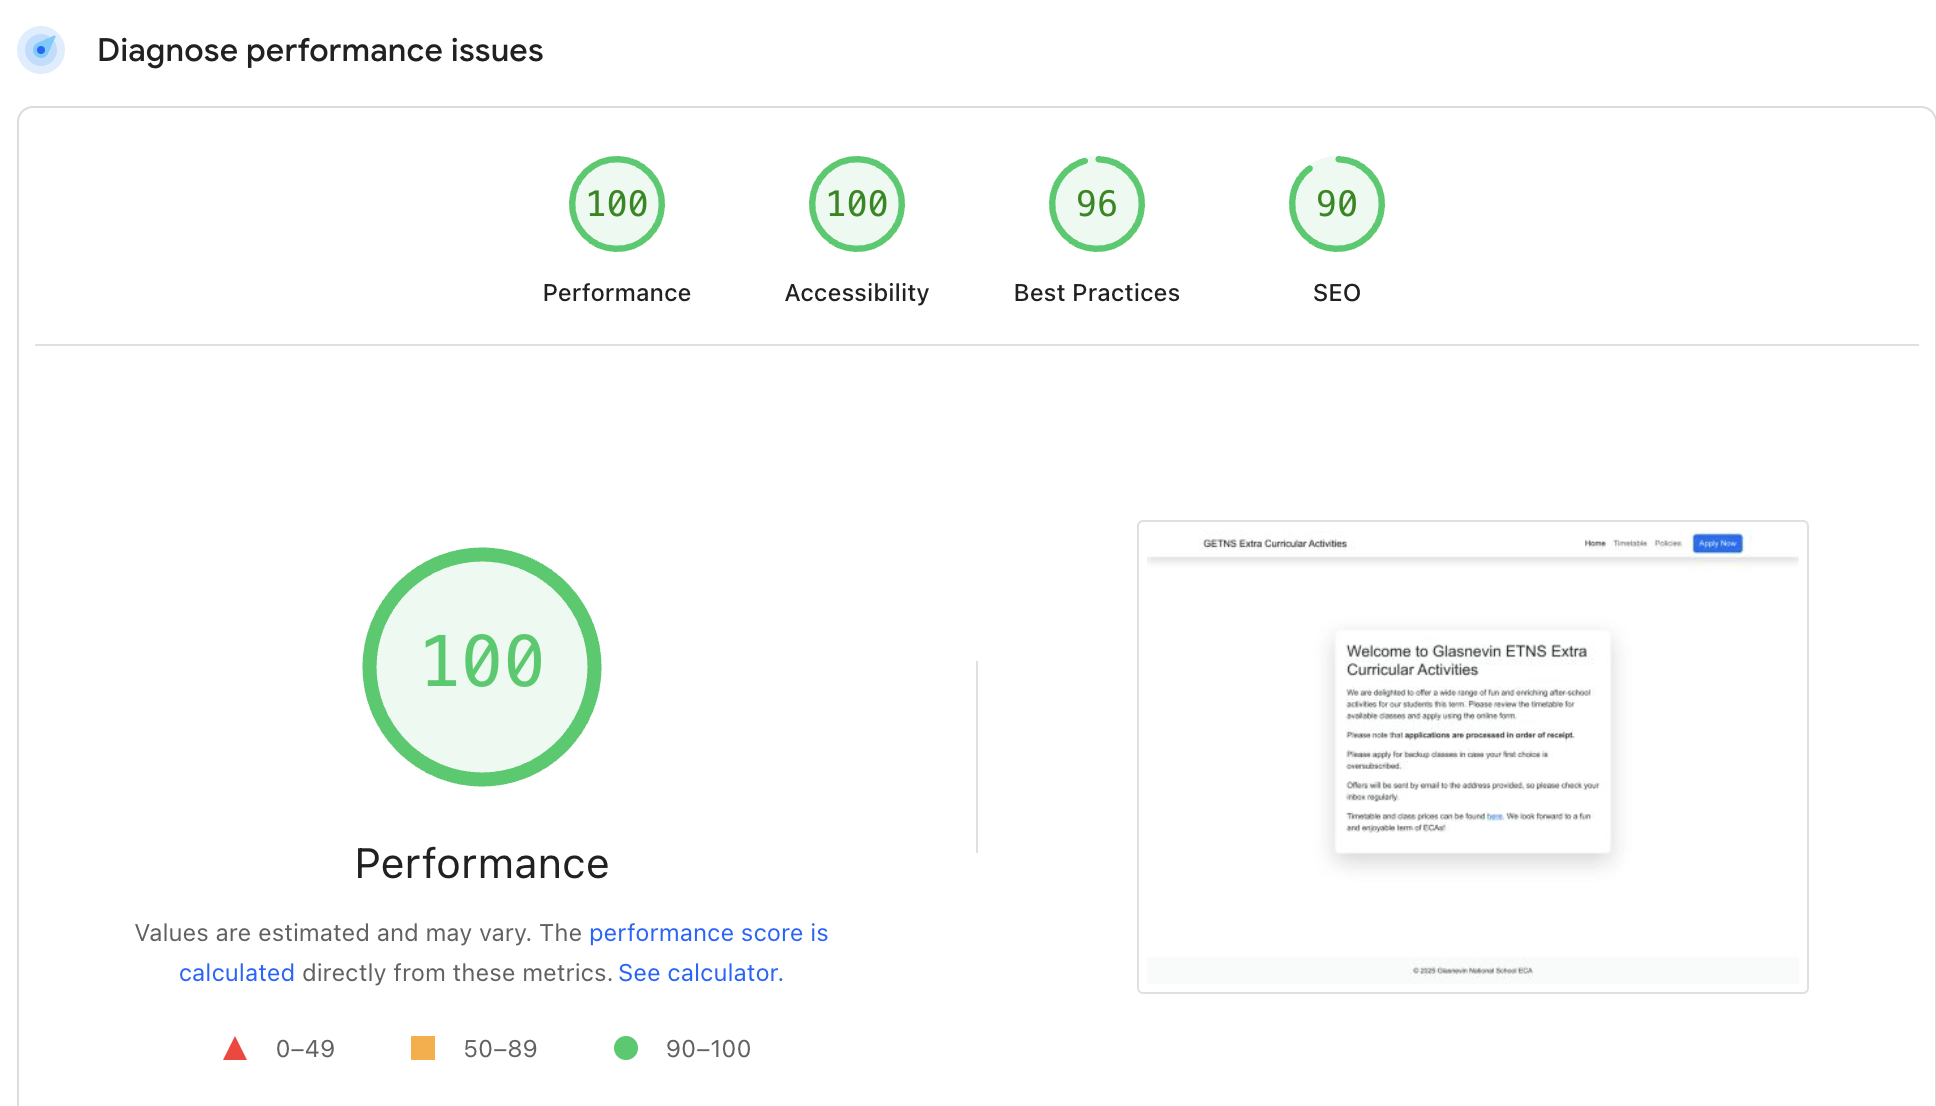 Diagnose performance issues
100
100
96
90
Performance
Accessibility
Best Practices
SEO
100
Performance
Values are estimated and may vary. The performance score is
calculated directly from these metrics. See calculator.
0–49
50–89
90–100
GETNS Extra Curricular Activities
Home
Timetable
Policies
Apply Now
Welcome to Glasnevin ETNS Extra
Curricular Activities
We are delighted to offer a wide range of fun and enriching after-school
activities for our students this term. Please review the timetable for
available classes and apply using the online form.
Please note that applications are processed in order of receipt.
Please apply for backup classes in case your first choice is
oversubscribed.
Offers will be sent by email to the address provided, so please check your
inbox regularly.
Timetable and class prices can be found here. We look forward to a fun
and enjoyable term of ECAs!
© 2025 Glasnevin National School ECA